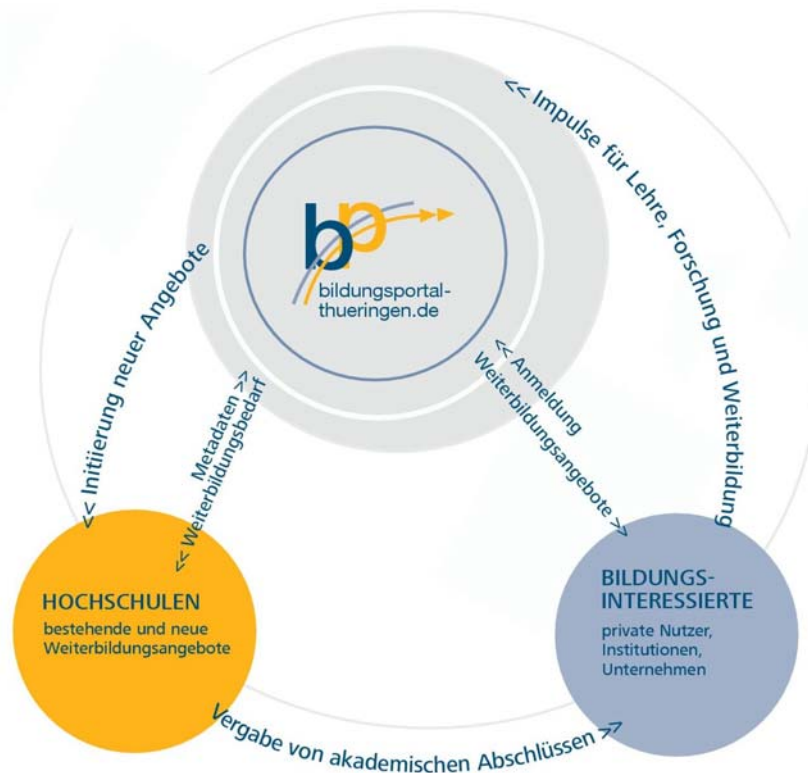 << Impulse für Lehre, Forschung und Weiterbildung
bp
bildungsportal-
thueringen.de
<< Initiierung neuer Angebote
Metadaten >>
<< Weiterbildungsbedarf
<< Anmeldung
Weiterbildungsangebote >>
HOCHSCHULEN
bestehende und neue
Weiterbildungsangebote
BILDUNGS-
INTERESSIERTE
private Nutzer,
Institutionen,
Unternehmen
Vergabe von akademischen Abschlüssen >>